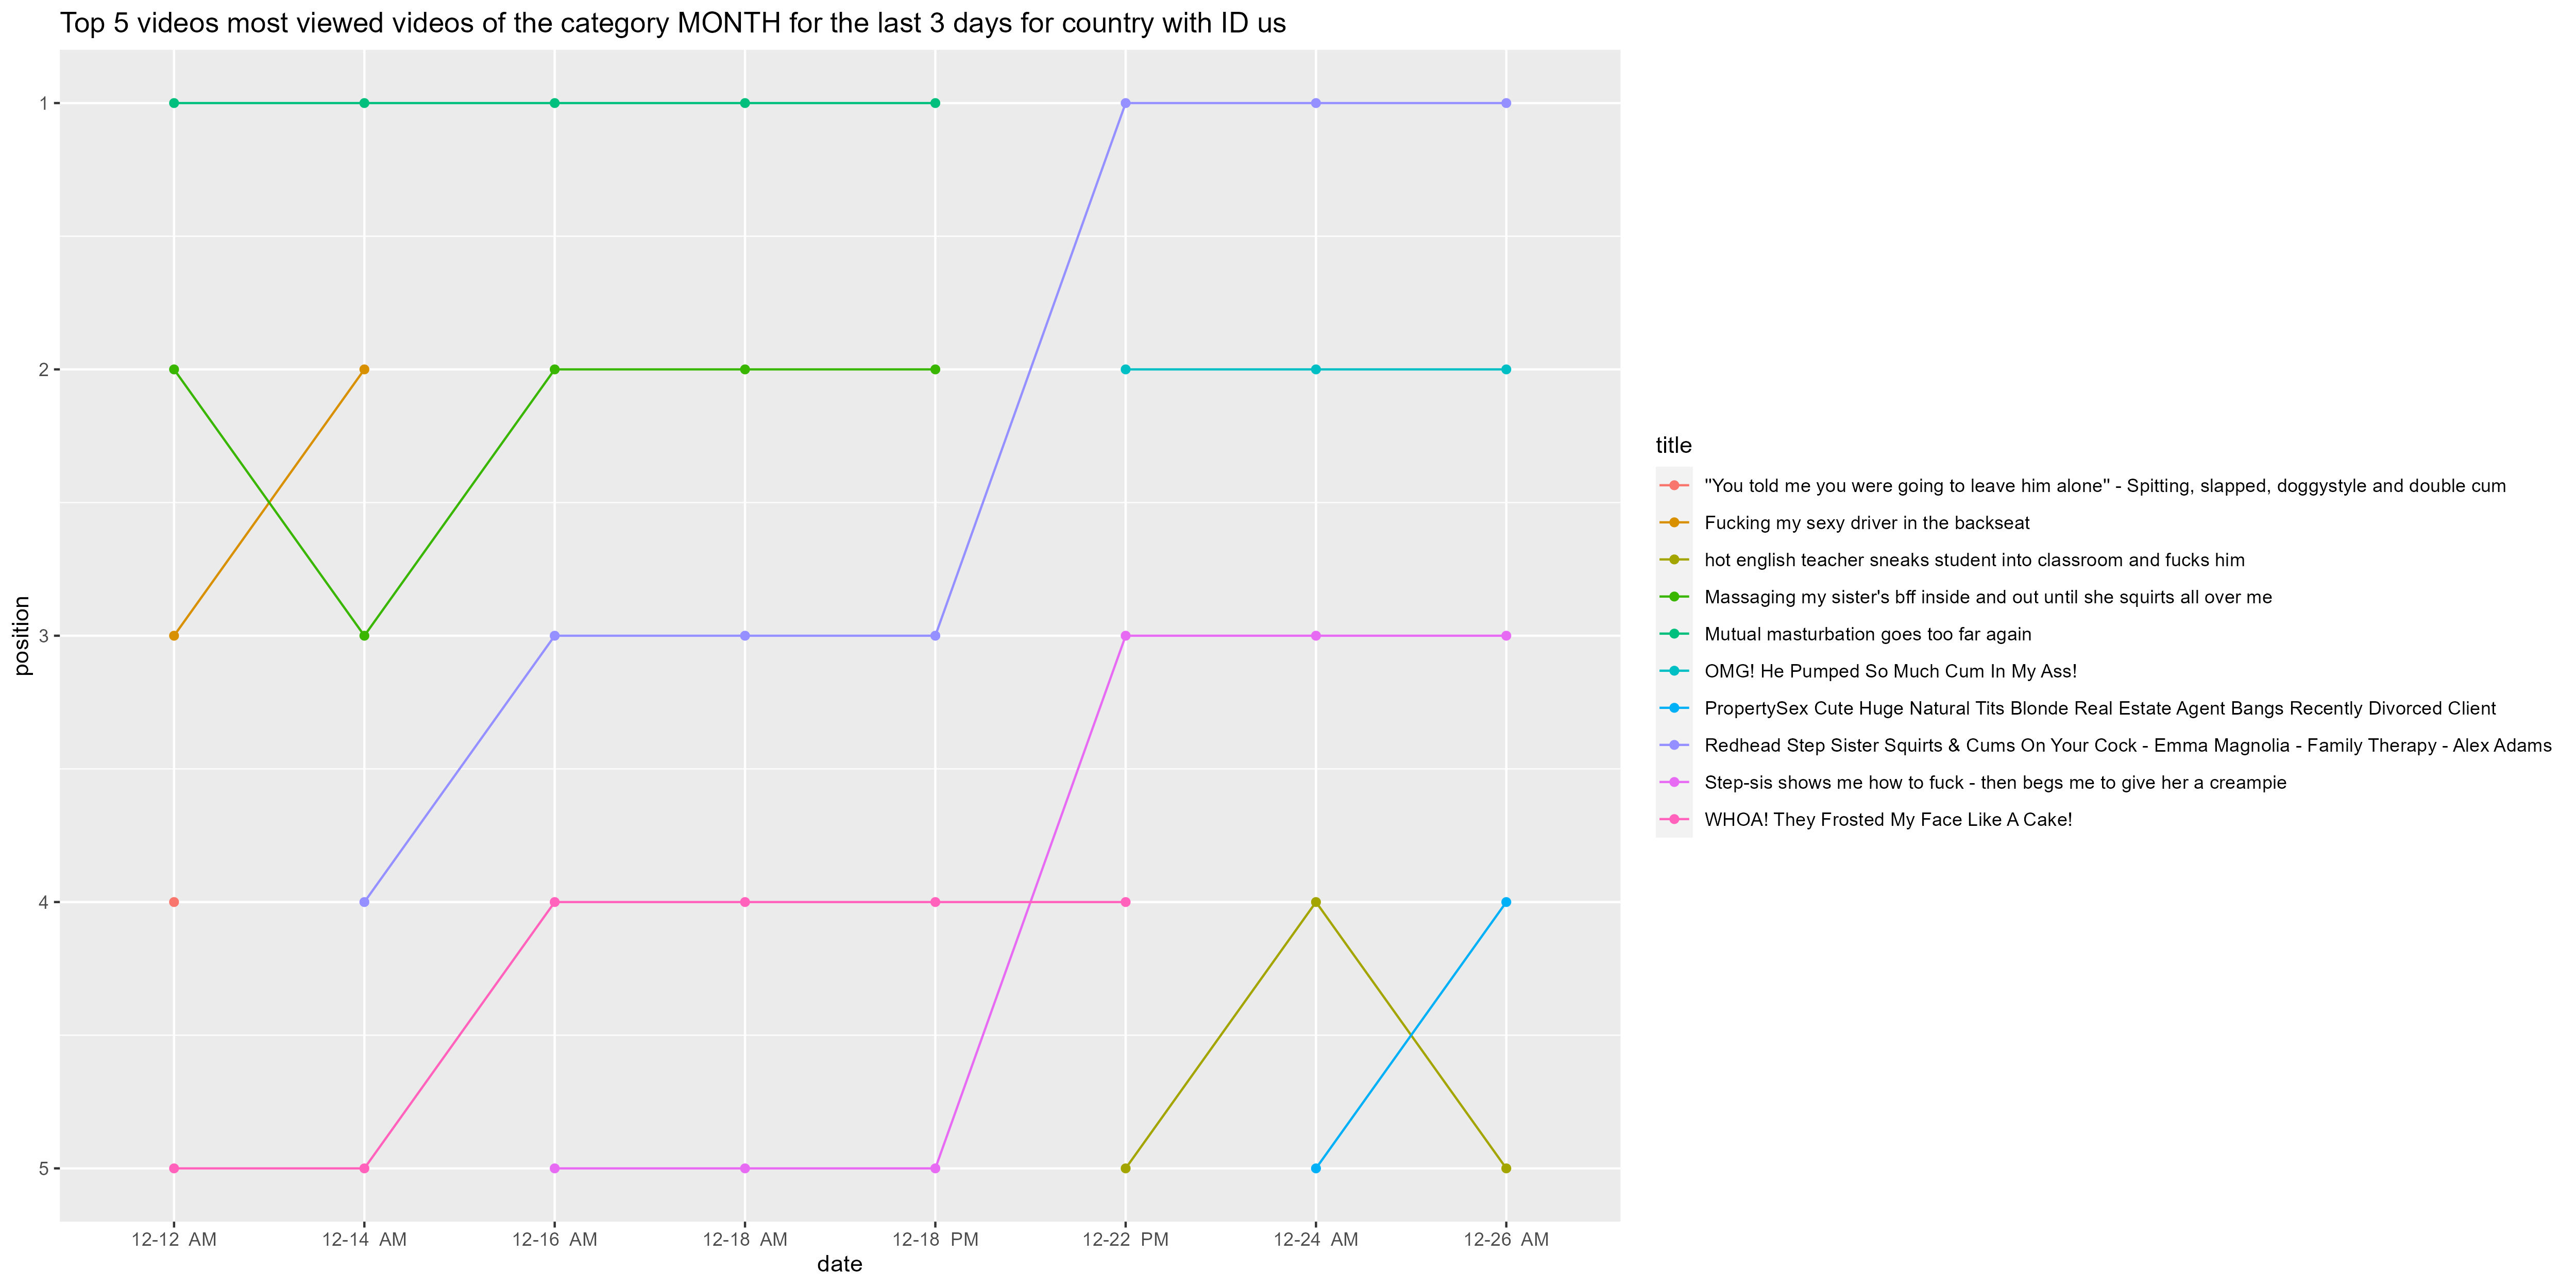 Top 5 videos most viewed videos of the category MONTH for the last 3 days for country with ID us
position
1
2
3
4
5
12-12 AM
12-14 AM
12-16 AM
12-18 AM
12-18 PM
12-22 PM
12-24 AM
12-26 AM
date
title
"You told me you were going to leave him alone" - Spitting, slapped, doggystyle and double cum
Fucking my sexy driver in the backseat
hot english teacher sneaks student into classroom and fucks him
Massaging my sister's bff inside and out until she squirts all over me
Mutual masturbation goes too far again
OMG! He Pumped So Much Cum In My Ass!
PropertySex Cute Huge Natural Tits Blonde Real Estate Agent Bangs Recently Divorced Client
Redhead Step Sister Squirts & Cums On Your Cock - Emma Magnolia - Family Therapy - Alex Adams
Step-sis shows me how to fuck - then begs me to give her a creampie
WHOA! They Frosted My Face Like A Cake!